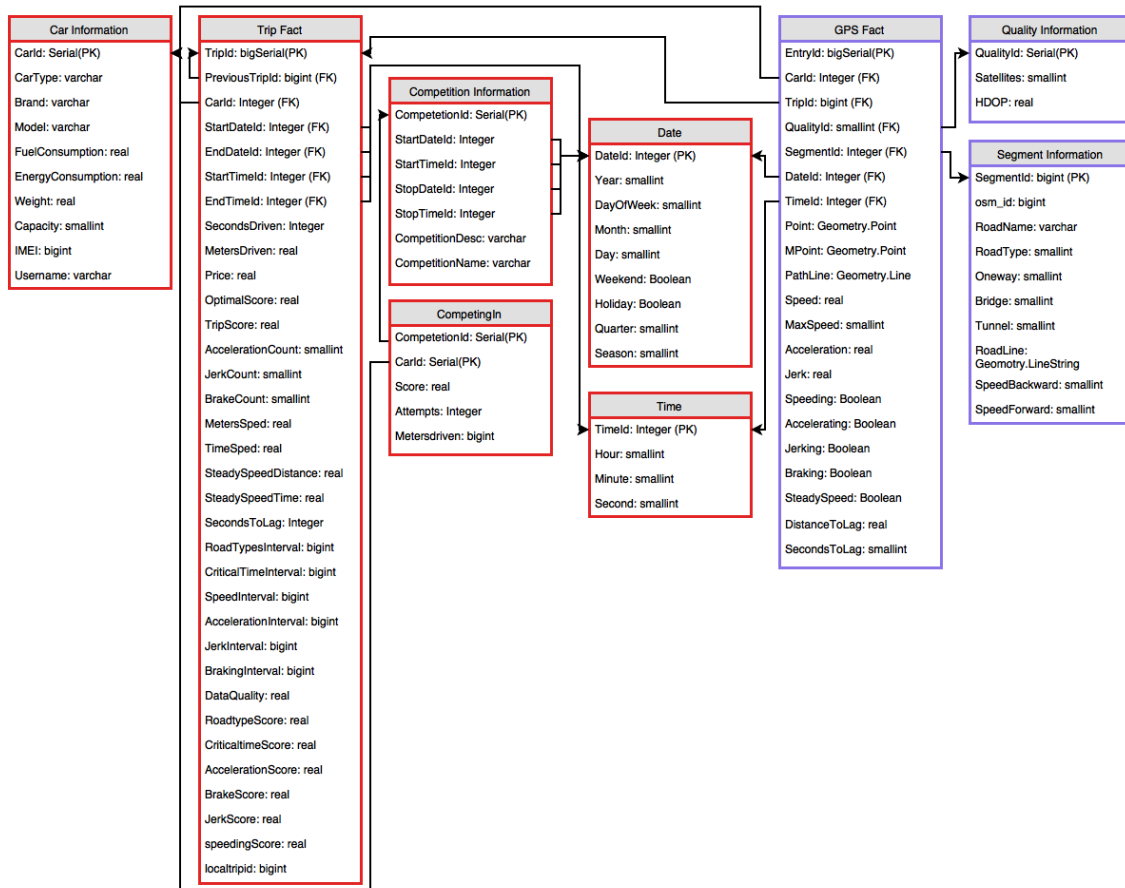 Car Information
CarId: Serial(PK)
CarType: varchar
Brand: varchar
Model: varchar
FuelConsumption: real
EnergyConsumption: real
Weight: real
Capacity: smallint
IMEI: bigint
Username: varchar
Trip Fact
TripId: bigSerial(PK)
PreviousTripId: bigint (FK)
CarId: Integer (FK)
StartDateId: Integer (FK)
EndDateId: Integer (FK)
StartTimeId: Integer (FK)
EndTimeId: Integer (FK)
SecondsDriven: Integer
MetersDriven: real
Price: real
OptimalScore: real
TripScore: real
AccelerationCount: smallint
JerkCount: smallint
BrakeCount: smallint
MetersSped: real
TimeSped: real
SteadySpeedDistance: real
SteadySpeedTime: real
SecondsToLag: Integer
RoadTypesInterval: bigint
CriticalTimeInterval: bigint
SpeedInterval: bigint
AccelerationInterval: bigint
JerkInterval: bigint
BrakingInterval: bigint
DataQuality: real
RoadtypeScore: real
CriticaltimeScore: real
AccelerationScore: real
BrakeScore: real
JerkScore: real
speedingScore: real
localtripid: bigint
Competition Information
CompetetionId: Serial(PK)
StartDateId: Integer
StartTimeId: Integer
StopDateId: Integer
StopTimeId: Integer
CompetitionDesc: varchar
CompetitionName: varchar
CompetingIn
CompetetionId: Serial(PK)
CarId: Serial(PK)
Score: real
Attempts: Integer
Metersdriven: bigint
Date
DateId: Integer (PK)
Year: smallint
DayOfWeek: smallint
Month: smallint
Day: smallint
Weekend: Boolean
Holiday: Boolean
Quarter: smallint
Season: smallint
Time
TimeId: Integer (PK)
Hour: smallint
Minute: smallint
Second: smallint
GPS Fact
EntryId: bigSerial(PK)
CarId: Integer (FK)
TripId: bigint (FK)
QualityId: smallint (FK)
SegmentId: Integer (FK)
DateId: Integer (FK)
TimeId: Integer (FK)
Point: Geometry.Point
MPoint: Geometry.Point
PathLine: Geometry.Line
Speed: real
MaxSpeed: smallint
Acceleration: real
Jerk: real
Speeding: Boolean
Accelerating: Boolean
Jerking: Boolean
Braking: Boolean
SteadySpeed: Boolean
DistanceToLag: real
SecondsToLag: smallint
Quality Information
QualityId: Serial(PK)
Satellites: smallint
HDOP: real
Segment Information
SegmentId: bigint (PK)
osm_id: bigint
RoadName: varchar
RoadType: smallint
Oneway: smallint
Bridge: smallint
Tunnel: smallint
RoadLine:
Geomotry.LineString
SpeedBackward: smallint
SpeedForward: smallint